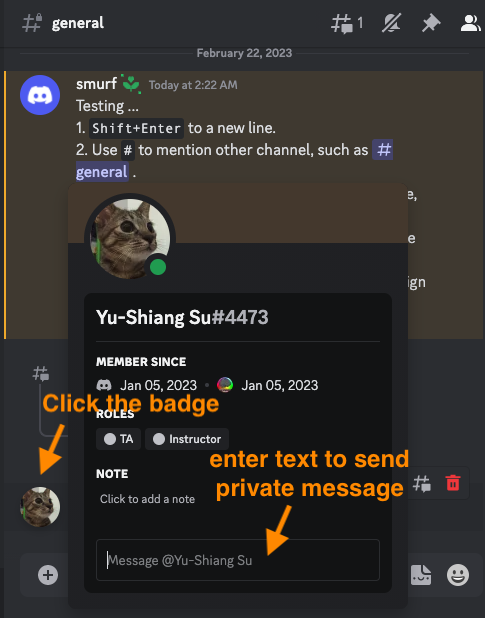 general
1
February 22, 2023
smurf Today at 2:22 AM
Testing ...
1. Shift+Enter to a new line.
2. Use # to mention other channel, such as #
general .
e,
e
ign
Yu-Shiang Su#4473
MEMBER SINCE
Jan 05, 2023 • Jan 05, 2023
Click the badge
ROLES
TA Instructor
NOTE
enter text to send
private message
Click to add a note
Message @Yu-Shiang Su